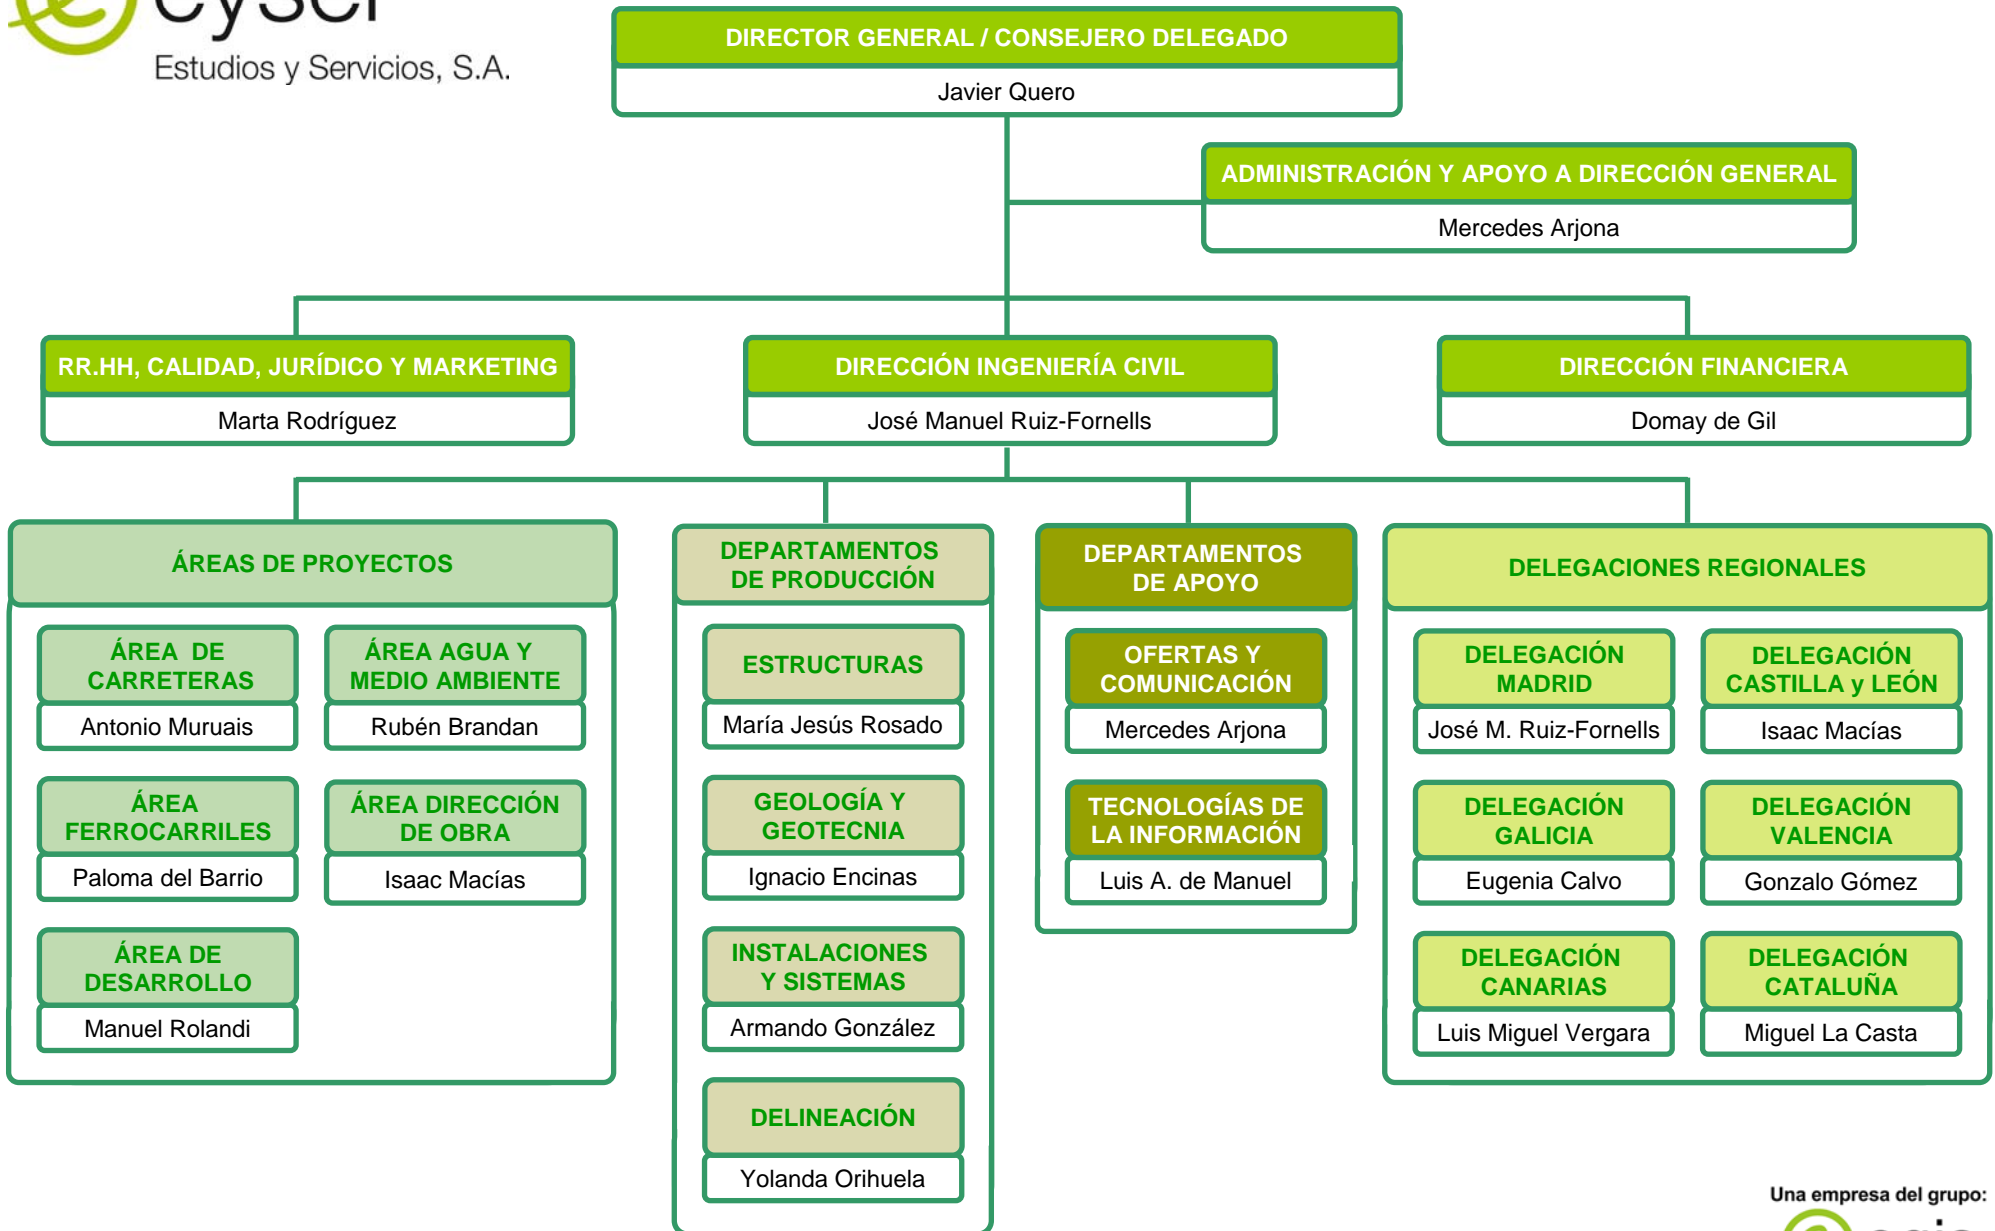 eyser
Estudios y Servicios, S.A.
DIRECTOR GENERAL / CONSEJERO DELEGADO
Javier Quero
ADMINISTRACIÓN Y APOYO A DIRECCIÓN GENERAL
Mercedes Arjona
RR.HH, CALIDAD, JURÍDICO Y MARKETING
Marta Rodríguez
DIRECCIÓN INGENIERÍA CIVIL
José Manuel Ruiz-Fornells
DIRECCIÓN FINANCIERA
Domay de Gil
ÁREAS DE PROYECTOS
ÁREA DE
CARRETERAS
Antonio Muruais
ÁREA AGUA Y
MEDIO AMBIENTE
Rubén Brandan
ÁREA
FERROCARRILES
Paloma del Barrio
ÁREA DIRECCIÓN
DE OBRA
Isaac Macías
ÁREA DE
DESARROLLO
Manuel Rolandi
DEPARTAMENTOS
DE PRODUCCIÓN
ESTRUCTURAS
María Jesús Rosado
GEOLOGÍA Y
GEOTECNIA
Ignacio Encinas
INSTALACIONES
Y SISTEMAS
Armando González
DELINEACIÓN
Yolanda Orihuela
DEPARTAMENTOS
DE APOYO
OFERTAS Y
COMUNICACIÓN
Mercedes Arjona
TECNOLOGÍAS DE
LA INFORMACIÓN
Luis A. de Manuel
DELEGACIONES REGIONALES
DELEGACIÓN
MADRID
José M. Ruiz-Fornells
DELEGACIÓN
CASTILLA y LEÓN
Isaac Macías
DELEGACIÓN
GALICIA
Eugenia Calvo
DELEGACIÓN
VALENCIA
Gonzalo Gómez
DELEGACIÓN
CANARIAS
Luis Miguel Vergara
DELEGACIÓN
CATALUÑA
Miguel La Casta
Una empresa del grupo:
egis